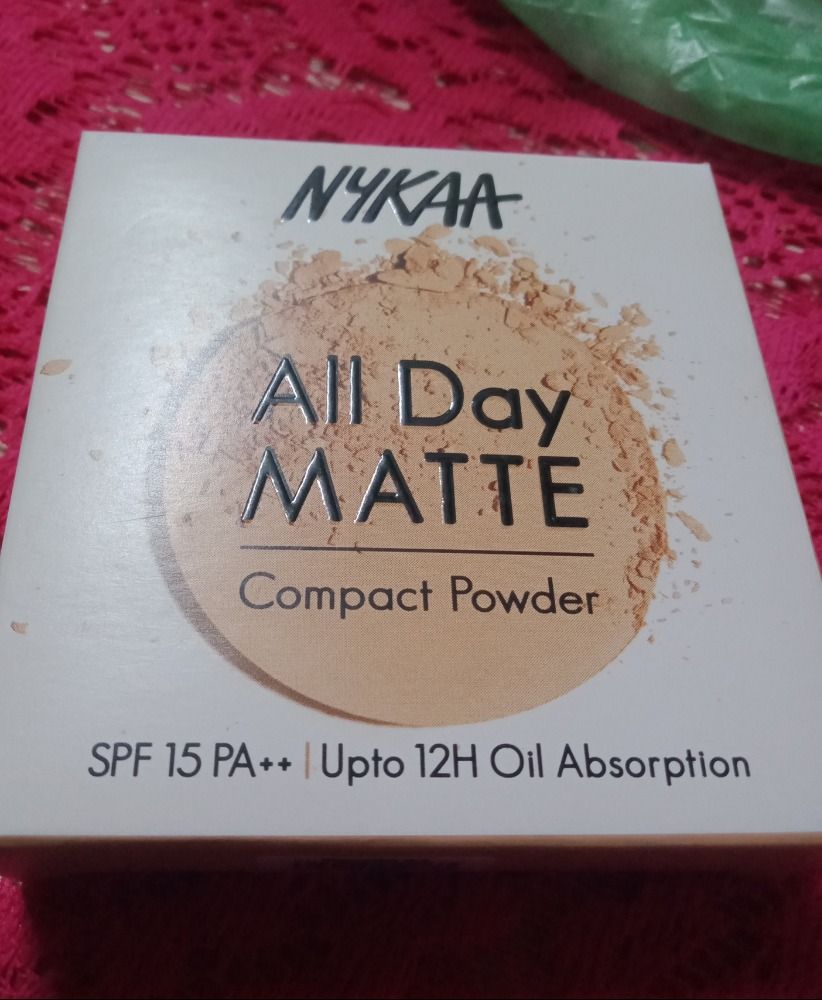 NYKAA
All Day
MATTE
Compact Powder
SPF 15 PA++ | Upto 12H Oil Absorption